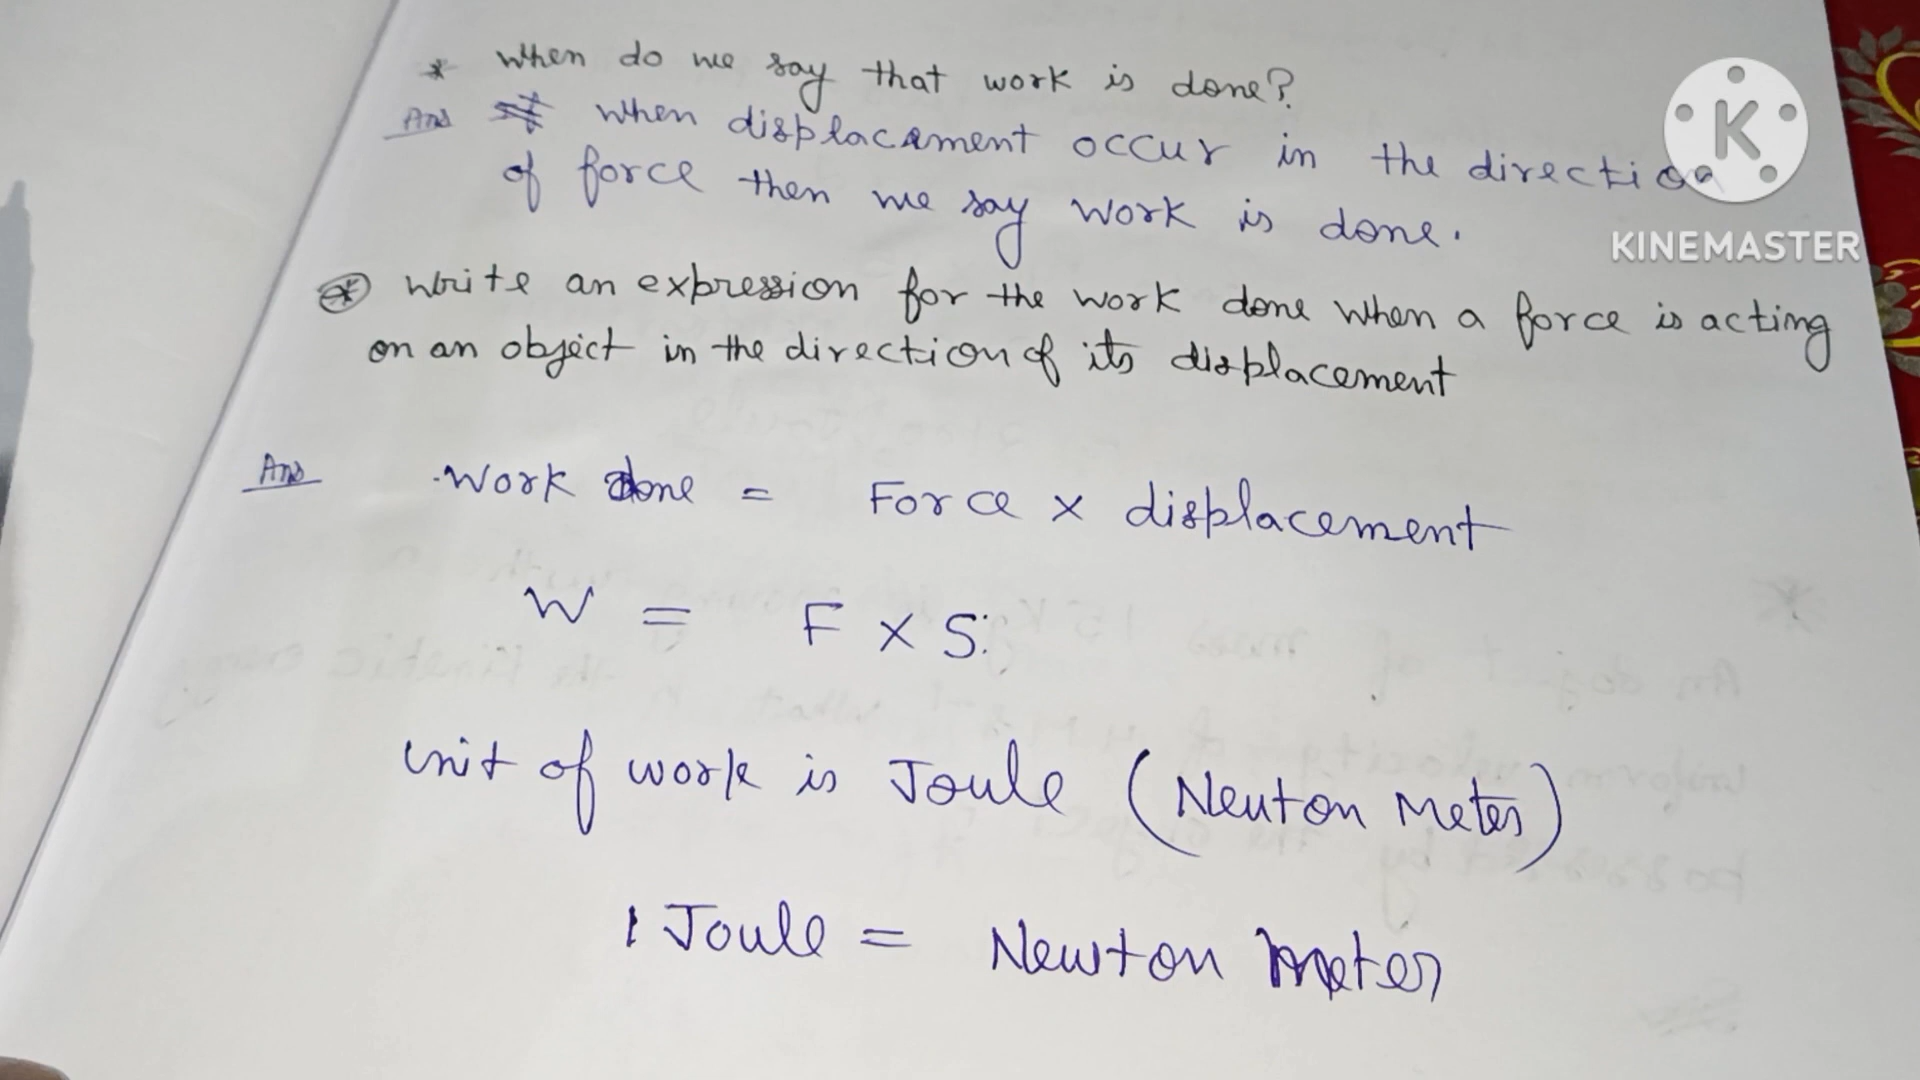 * When do we say that work is done?
Ans When displacement occur in the direction
of force then we say work is done.
* Write an expression for the work done when a force is acting
on an object in the direction of its displacement
Ans Work done = Force × displacement
W = F × S
unit of work is Joule (Newton Meter)
1 Joule = Newton meter
K
KINEMASTER